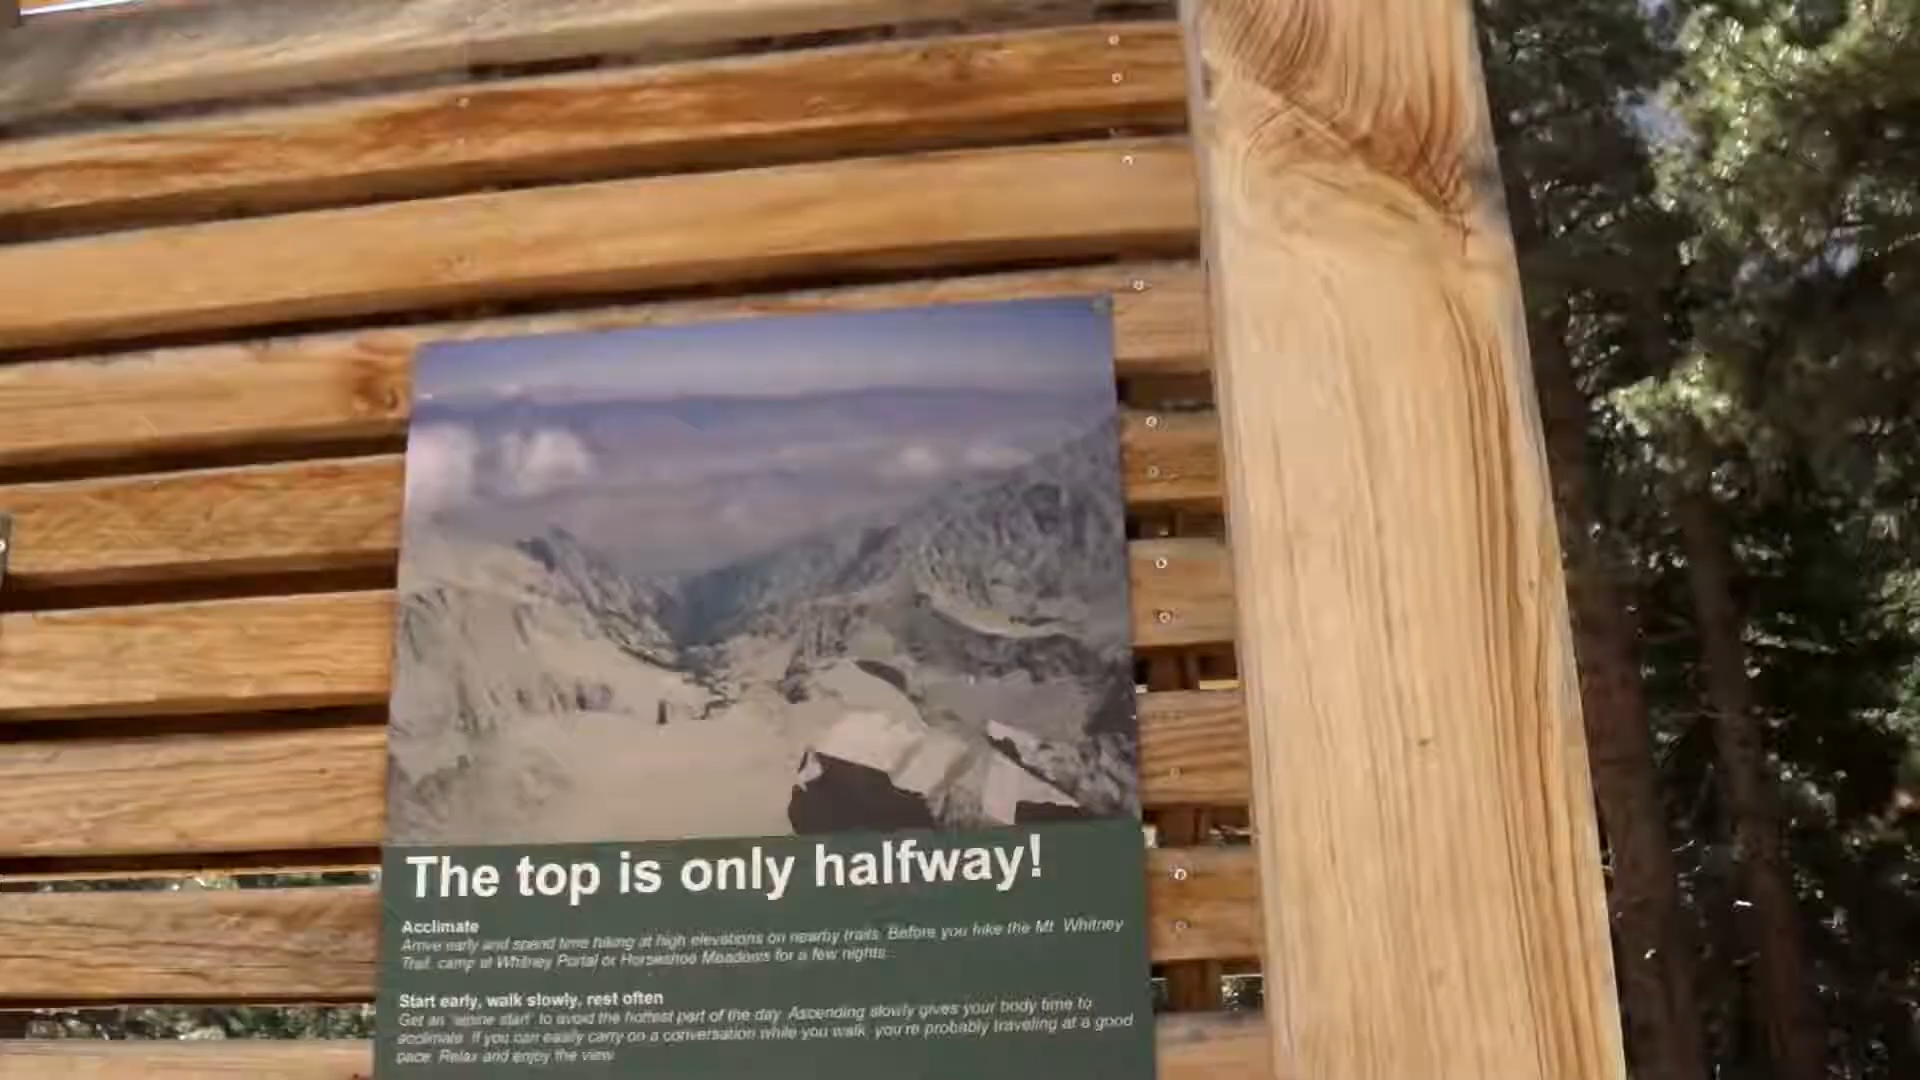 The top is only halfway!
Acclimate
Arrive early and spend time hiking at high elevations on nearby trails. Before you hike the Mt. Whitney
Trail, camp at Whitney Portal or Horseshoe Meadows for a few nights.
Start early, walk slowly, rest often
Get an "alpine start" to avoid the hottest part of the day. Ascending slowly gives your body time to
acclimate. If you can easily carry on a conversation while you walk, you're probably traveling at a good
pace. Relax and enjoy the view.